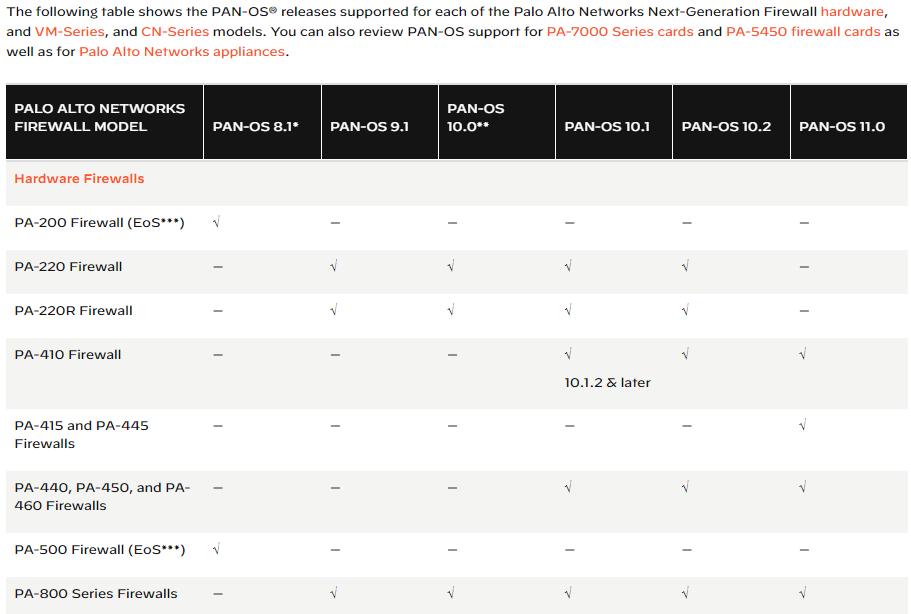 The following table shows the PAN-OS® releases supported for each of the Palo Alto Networks Next-Generation Firewall hardware,
and VM-Series, and CN-Series models. You can also review PAN-OS support for PA-7000 Series cards and PA-5450 firewall cards as
well as for Palo Alto Networks appliances.
PALO ALTO NETWORKS
FIREWALL MODEL
PAN-OS 8.1*
PAN-OS 9.1
PAN-OS
10.0**
PAN-OS 10.1
PAN-OS 10.2
PAN-OS 11.0
Hardware Firewalls
PA-200 Firewall (EoS***) √ — — — — —
PA-220 Firewall — √ √ √ √ —
PA-220R Firewall — √ √ √ √ —
PA-410 Firewall — — — √ √ √
10.1.2 & later
PA-415 and PA-445 — — — — — √
Firewalls
PA-440, PA-450, and PA- — — — √ √ √
460 Firewalls
PA-500 Firewall (EoS***) √ — — — — —
PA-800 Series Firewalls — √ √ √ √ √